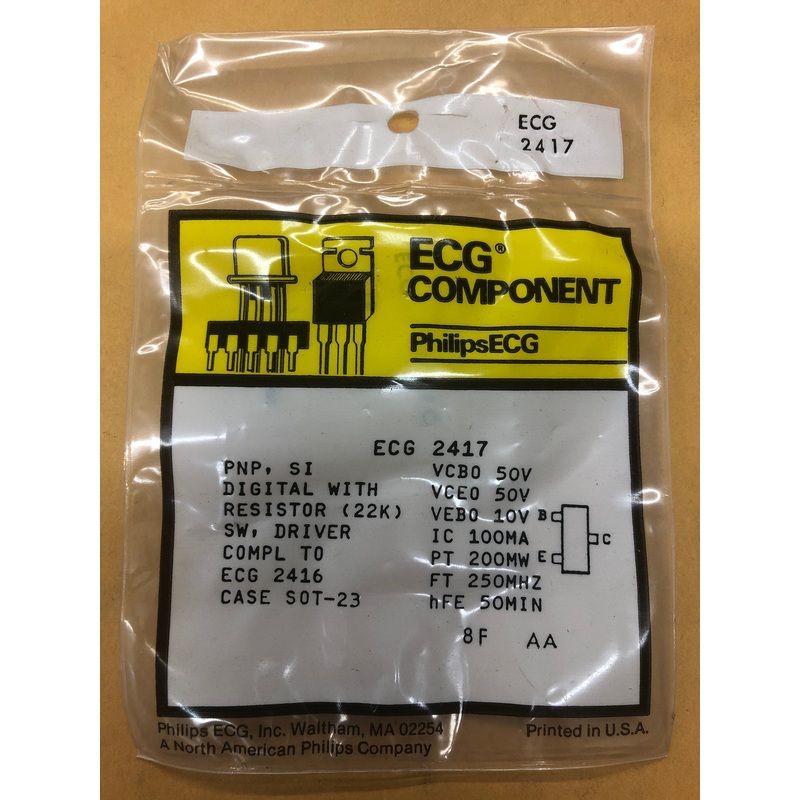 ECG
2417
ECG®
COMPONENT
PhilipsECG
ECG 2417
PNP, SI
DIGITAL WITH
RESISTOR (22K)
SW, DRIVER
COMPL TO
ECG 2416
CASE SOT-23
VCBO 50V
VCEO 50V
VEBO 10V
IC 100MA
PT 200MW
FT 250MHZ
hFE 50MIN
B
C
E
8F AA
Philips ECG, Inc. Waltham, MA 02254
A North American Philips Company
Printed in U.S.A.